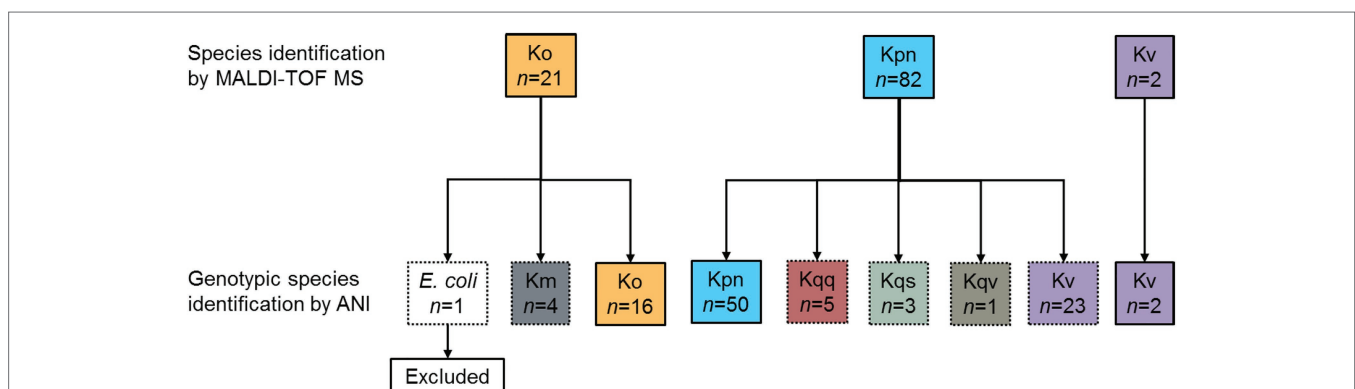 Species identification
by MALDI-TOF MS
Ko
n=21
Kpn
n=82
Kv
n=2
Genotypic species
identification by ANI
E. coli
n=1
Km
n=4
Ko
n=16
Kpn
n=50
Kqq
n=5
Kqs
n=3
Kqv
n=1
Kv
n=23
Kv
n=2
Excluded